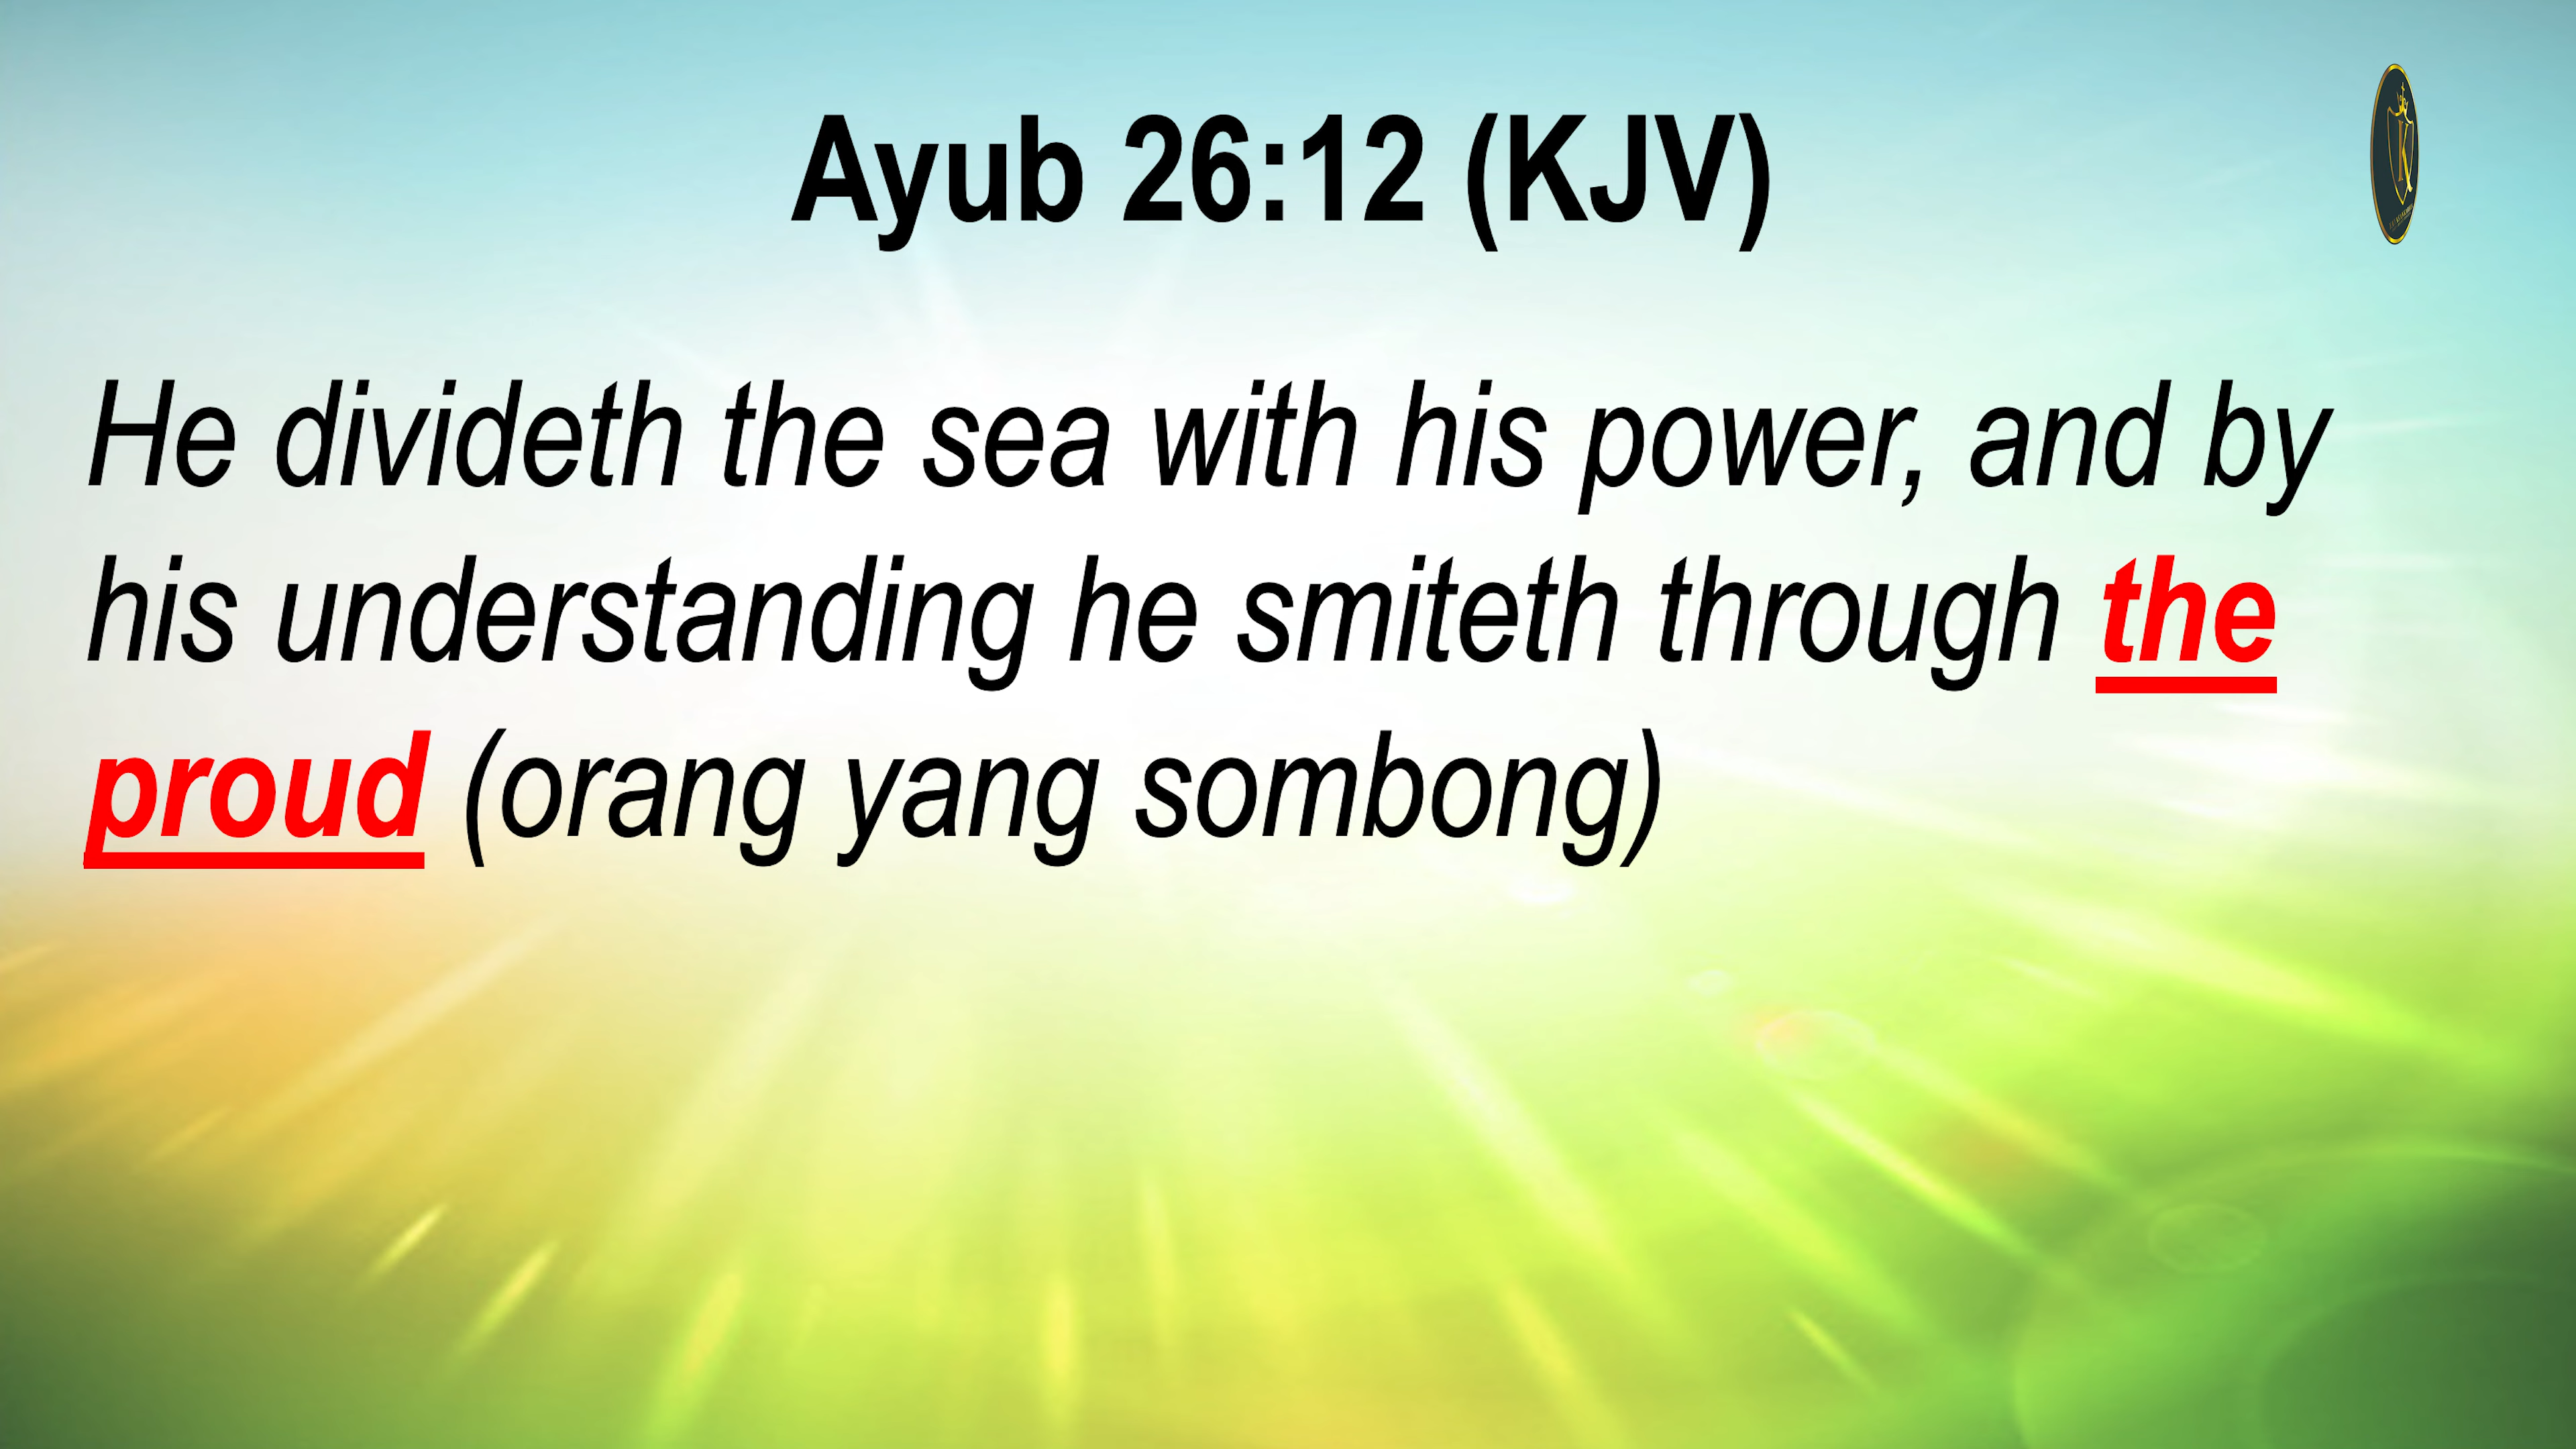 Ayub 26:12 (KJV)
He divideth the sea with his power, and by
his understanding he smiteth through the
proud (orang yang sombong)